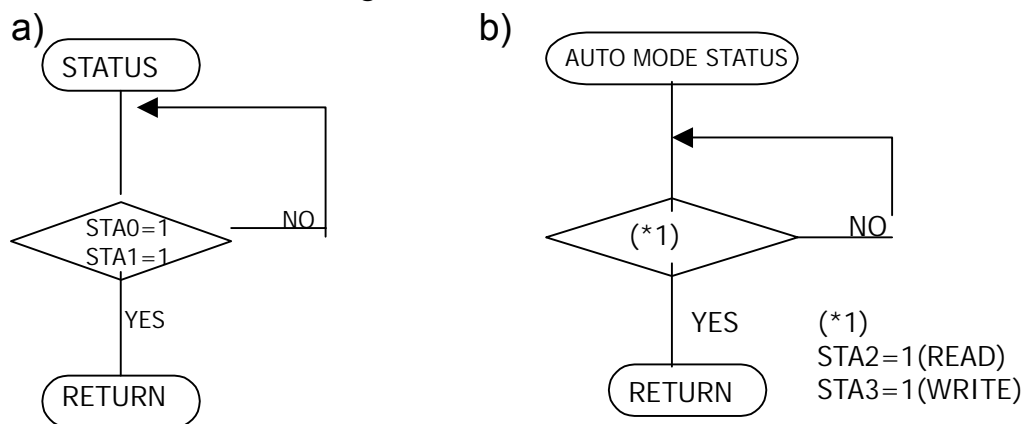 a)
STATUS
STA0=1
STA1=1
NO
YES
RETURN
b)
AUTO MODE STATUS
(*1)
NO
YES
RETURN
(*1)
STA2=1(READ)
STA3=1(WRITE)